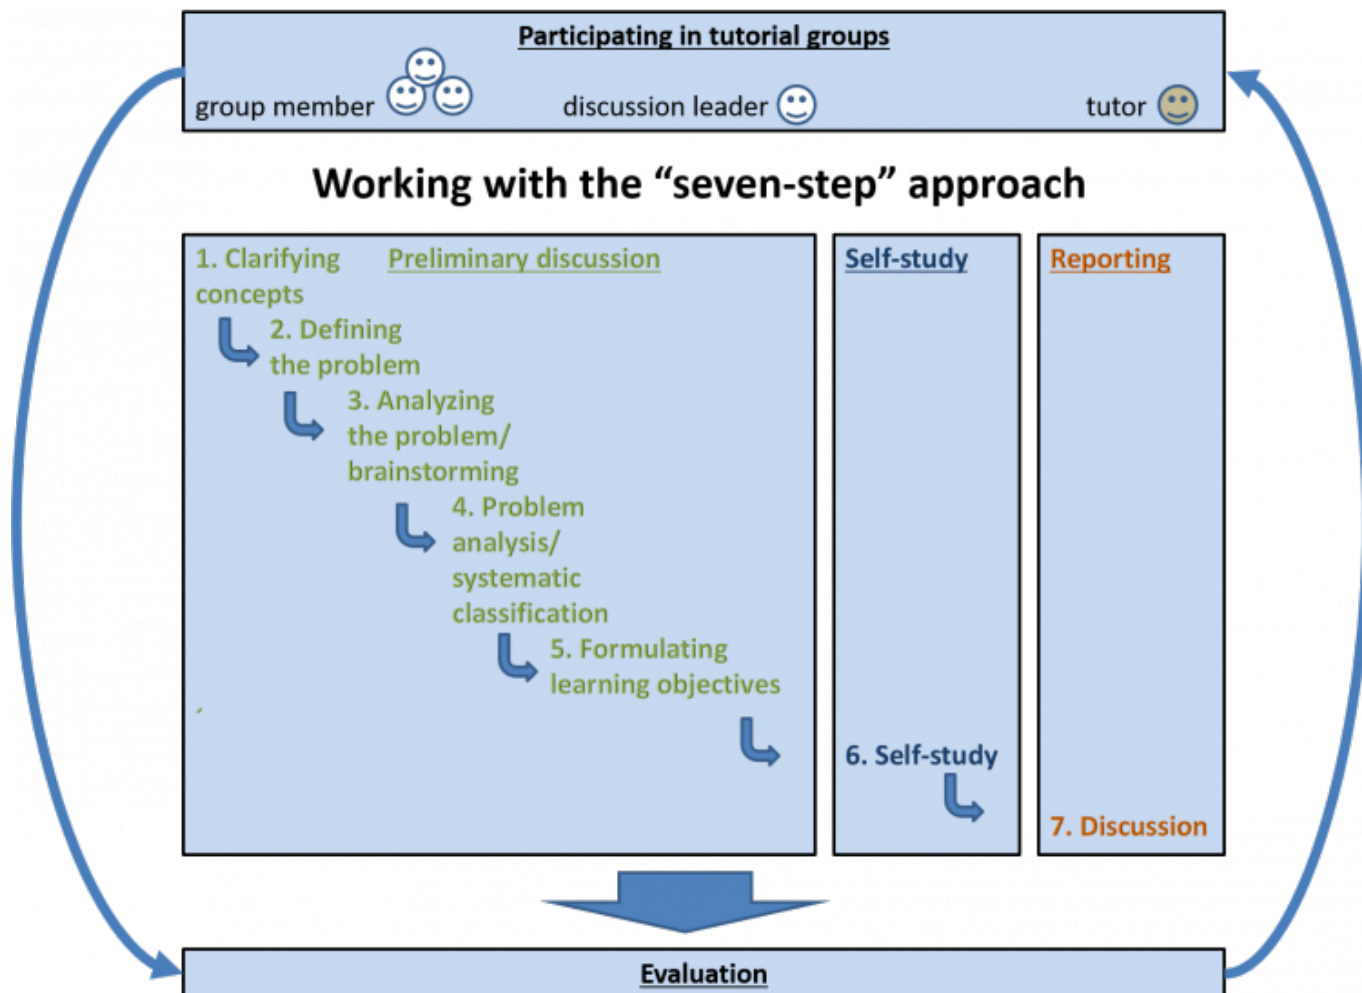 Participating in tutorial groups
group member
discussion leader
tutor
Working with the “seven-step” approach
Preliminary discussion
1. Clarifying
concepts
2. Defining
the problem
3. Analyzing
the problem/
brainstorming
4. Problem
analysis/
systematic
classification
5. Formulating
learning objectives
Self-study
6. Self-study
Reporting
7. Discussion
Evaluation